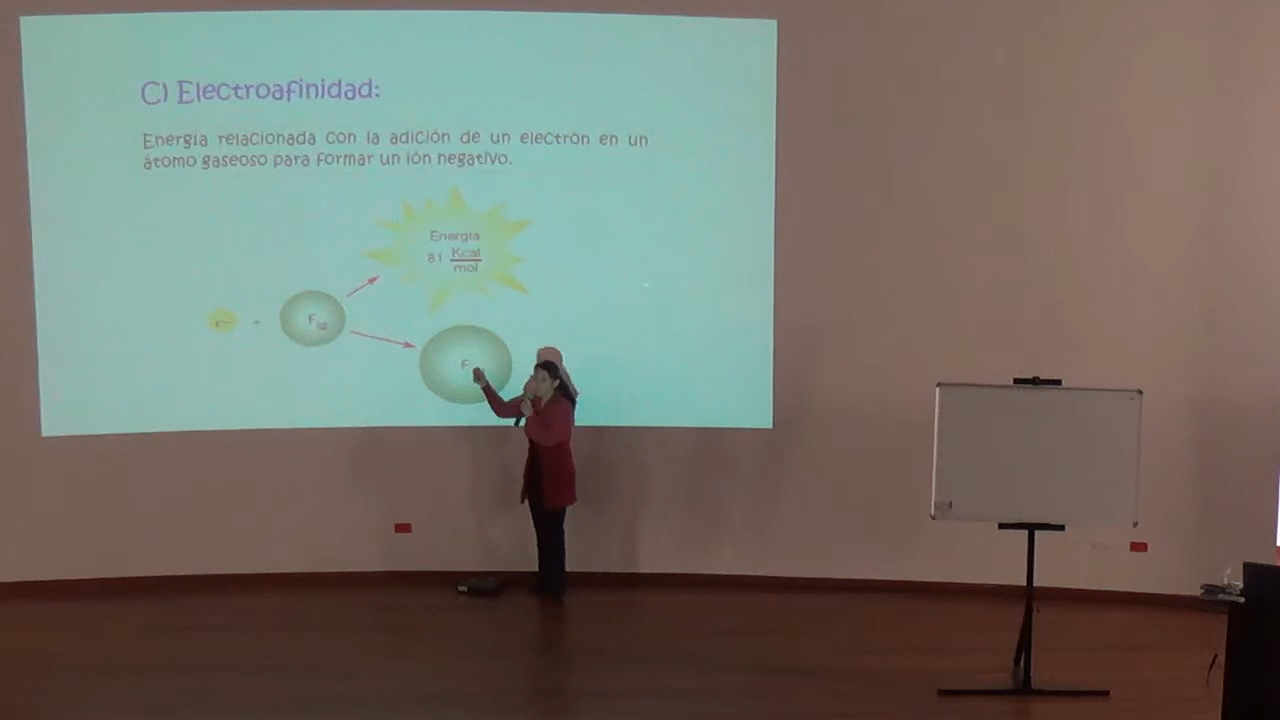 C) Electroafinidad:
Energía relacionada con la adición de un electrón en un
átomo gaseoso para formar un ión negativo.
Energía
81 Kcal
mol
e- + F(g)
F